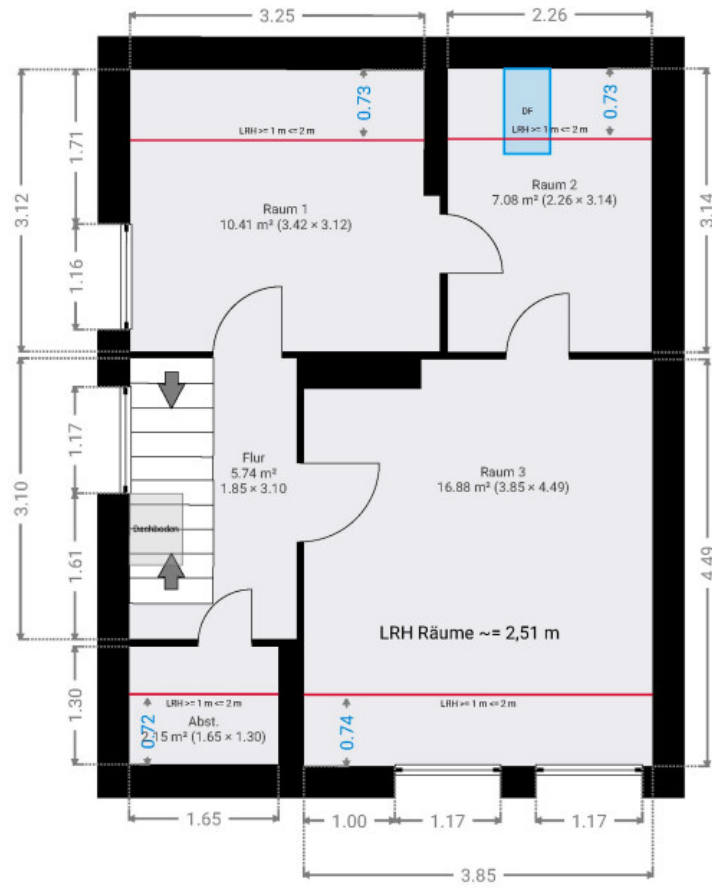 3.25
2.26
0.73
0.73
DF
LRH >= 1 m <= 2 m
LRH >= 1 m <= 2 m
1.71
3.12
3.14
Raum 1
10.41 m² (3.42 × 3.12)
Raum 2
7.08 m² (2.26 × 3.14)
1.16
1.17
3.10
Flur
5.74 m²
1.85 × 3.10
Raum 3
16.88 m² (3.85 × 4.49)
Dachboden
1.61
4.49
LRH Räume ~= 2,51 m
1.30
LRH >= 1 m <= 2 m
LRH >= 1 m <= 2 m
0.72
Abst.
2.15 m² (1.65 × 1.30)
0.74
1.65
1.00
1.17
1.17
3.85